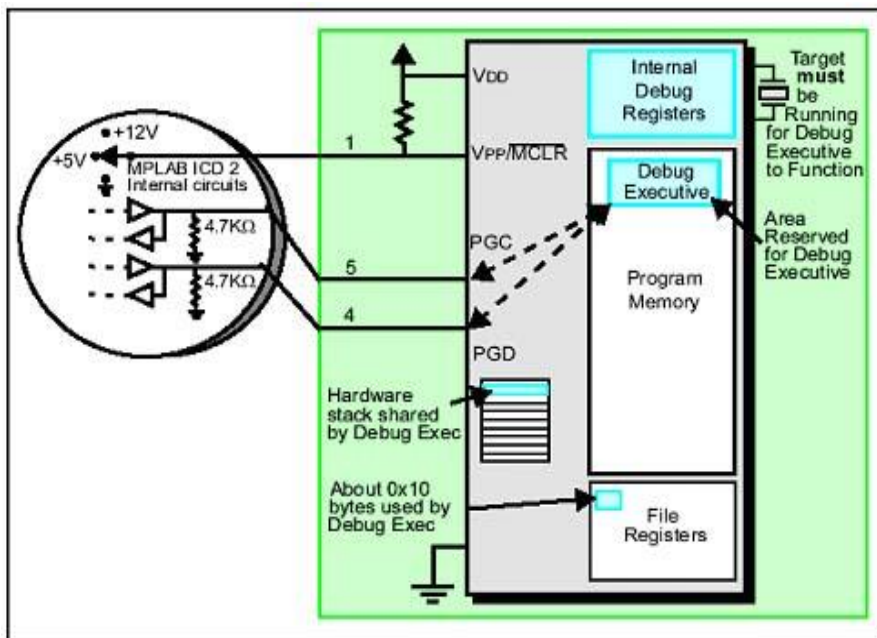 +12V
+5V
MPLAB ICD 2
Internal circuits
4.7KΩ
4.7KΩ
1
5
4
VDD
VPP/MCLR
PGC
PGD
Internal
Debug
Registers
Target
must
be
Running
for Debug
Executive
to Function
Debug
Executive
Area
Reserved
for Debug
Executive
Program
Memory
Hardware
stack shared
by Debug Exec
About 0x10
bytes used by
Debug Exec
File
Registers